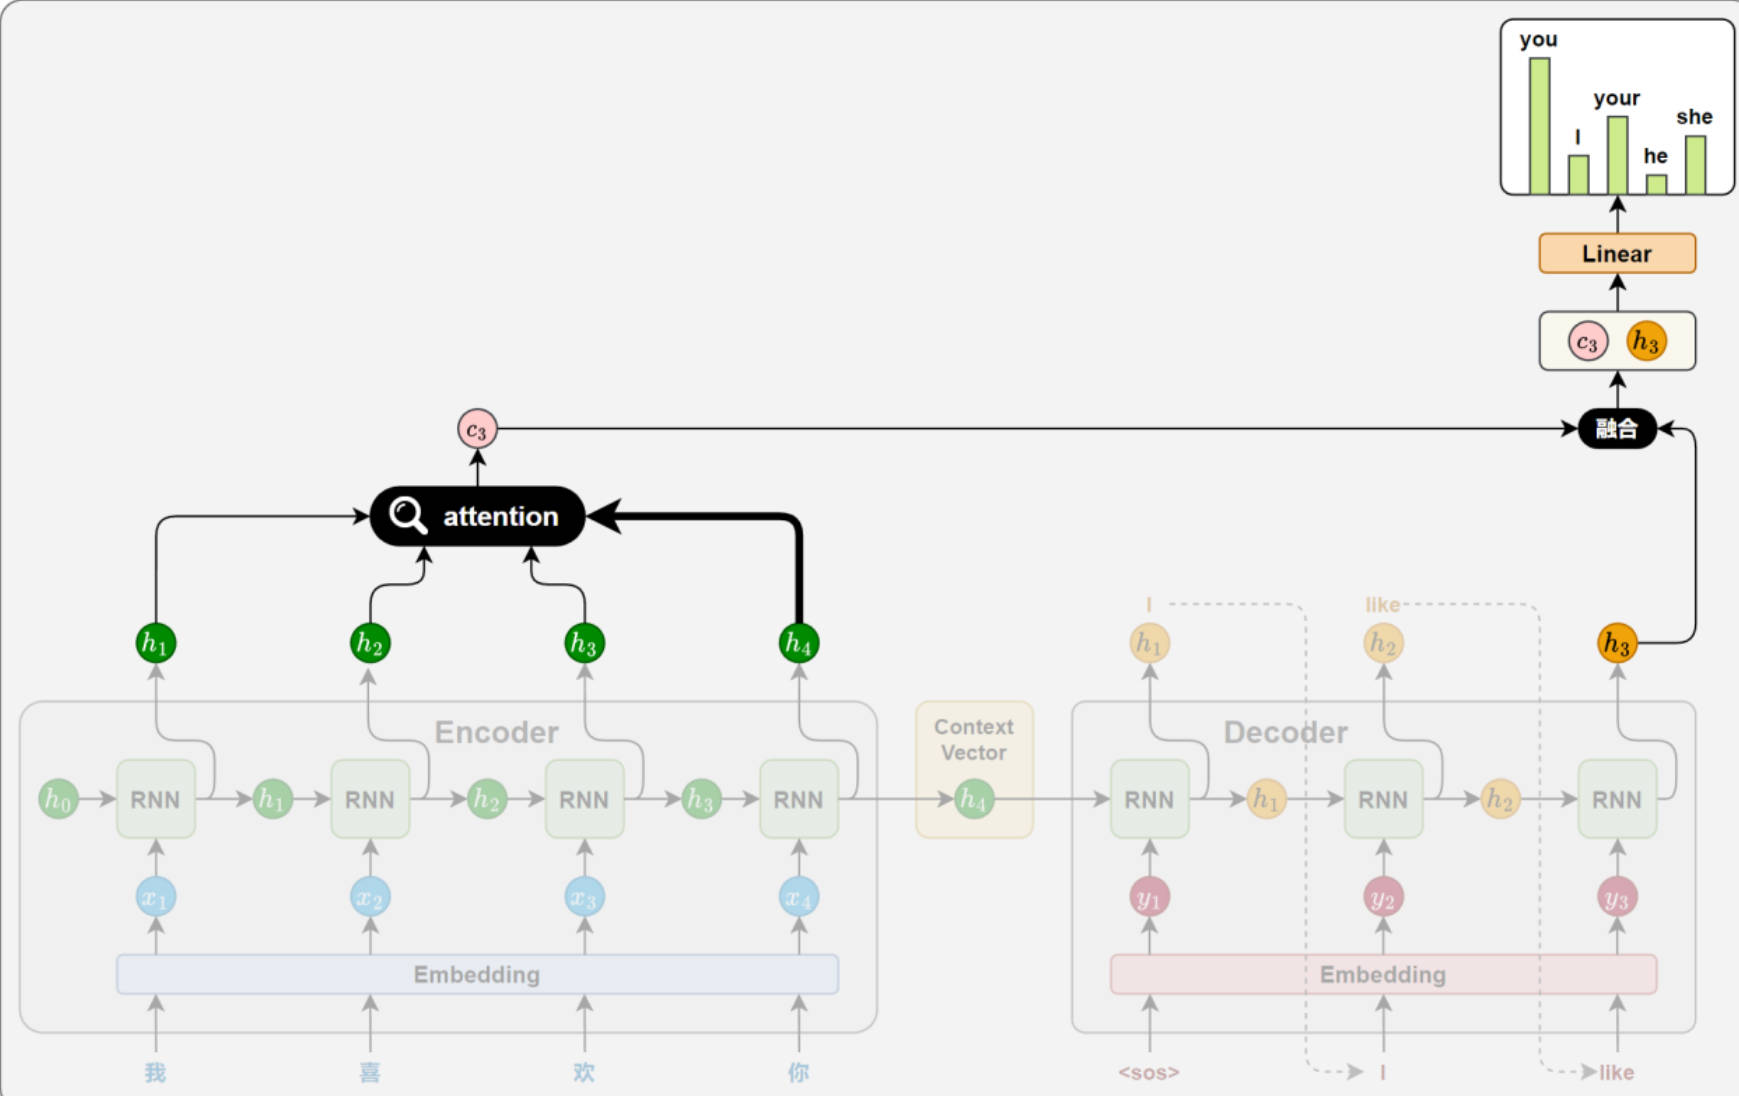 you
your
she
I
he
Linear
c₃ h₃
c₃
融合
attention
I
like
h₁
h₂
h₃
h₄
h₁
h₂
h₃
Encoder
Context
Vector
Decoder
h₀
RNN
h₁
RNN
h₂
RNN
h₃
RNN
h₄
RNN
h₁
RNN
h₂
RNN
x₁
x₂
x₃
x₄
y₁
y₂
y₃
Embedding
Embedding
我
喜
欢
你
<sos>
I
like